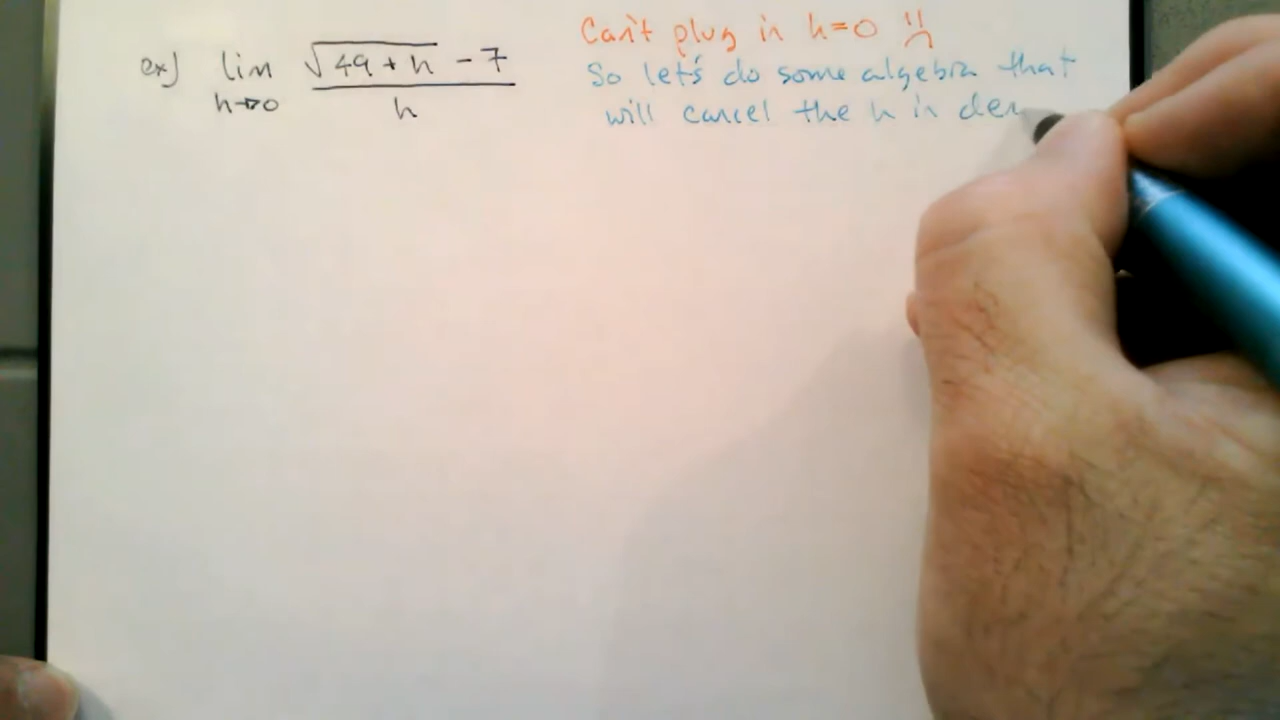 ex) lim √49+h - 7
h→0 h
Can't plug in h=0 :(
So let's do some algebra that
will cancel the h in den